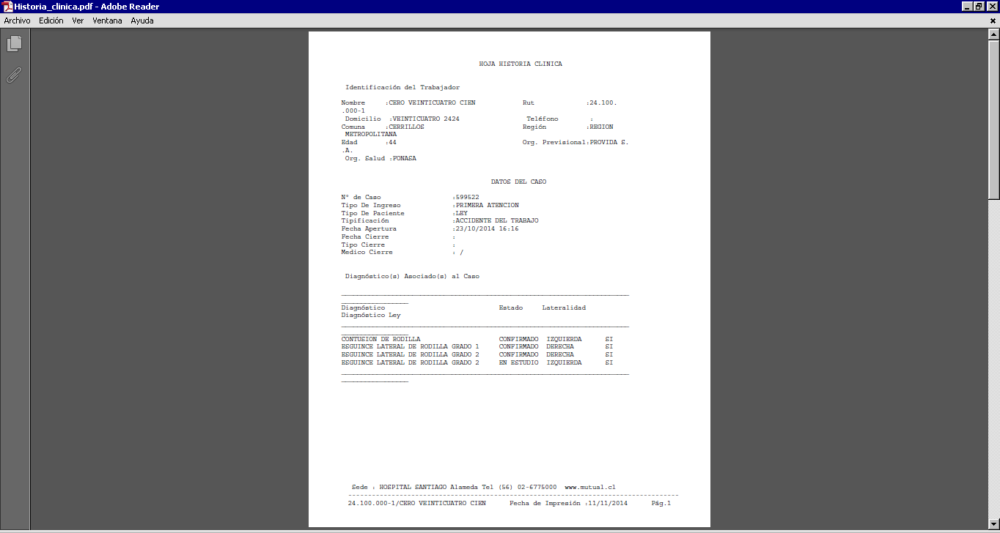 Historia_clinica.pdf - Adobe Reader
Archivo Edición Ver Ventana Ayuda
HOJA HISTORIA CLINICA
Identificación del Trabajador
Nombre :CERO VEINTICUATRO CIEN Rut :24.100.
.000-1
Domicilio :VEINTICUATRO 2424 Teléfono :
Comuna :CERRILLOS Región :REGION
METROPOLITANA
Edad :44 Org. Previsional:PROVIDA S.
.A.
Org. Salud :FONASA
DATOS DEL CASO
Nº de Caso :599522
Tipo De Ingreso :PRIMERA ATENCION
Tipo De Paciente :LEY
Tipificación :ACCIDENTE DEL TRABAJO
Fecha Apertura :23/10/2014 16:16
Fecha Cierre :
Tipo Cierre :
Medico Cierre : /
Diagnóstico(s) Asociado(s) al Caso
Diagnóstico Estado Lateralidad
Diagnóstico Ley
CONTUSION DE RODILLA CONFIRMADO IZQUIERDA SI
ESGUINCE LATERAL DE RODILLA GRADO 1 CONFIRMADO DERECHA SI
ESGUINCE LATERAL DE RODILLA GRADO 2 CONFIRMADO DERECHA SI
ESGUINCE LATERAL DE RODILLA GRADO 2 EN ESTUDIO IZQUIERDA SI
Sede : HOSPITAL SANTIAGO Alameda Tel (56) 02-6775000 www.mutual.cl
24.100.000-1/CERO VEINTICUATRO CIEN Fecha de Impresión :11/11/2014 Pág.1